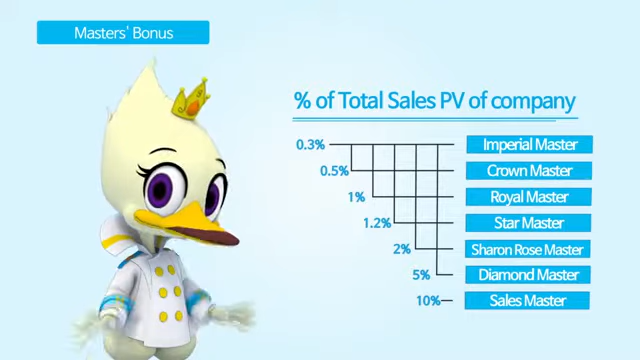 Masters' Bonus
% of Total Sales PV of company
0.3% Imperial Master
0.5% Crown Master
1% Royal Master
1.2% Star Master
2% Sharon Rose Master
5% Diamond Master
10% Sales Master